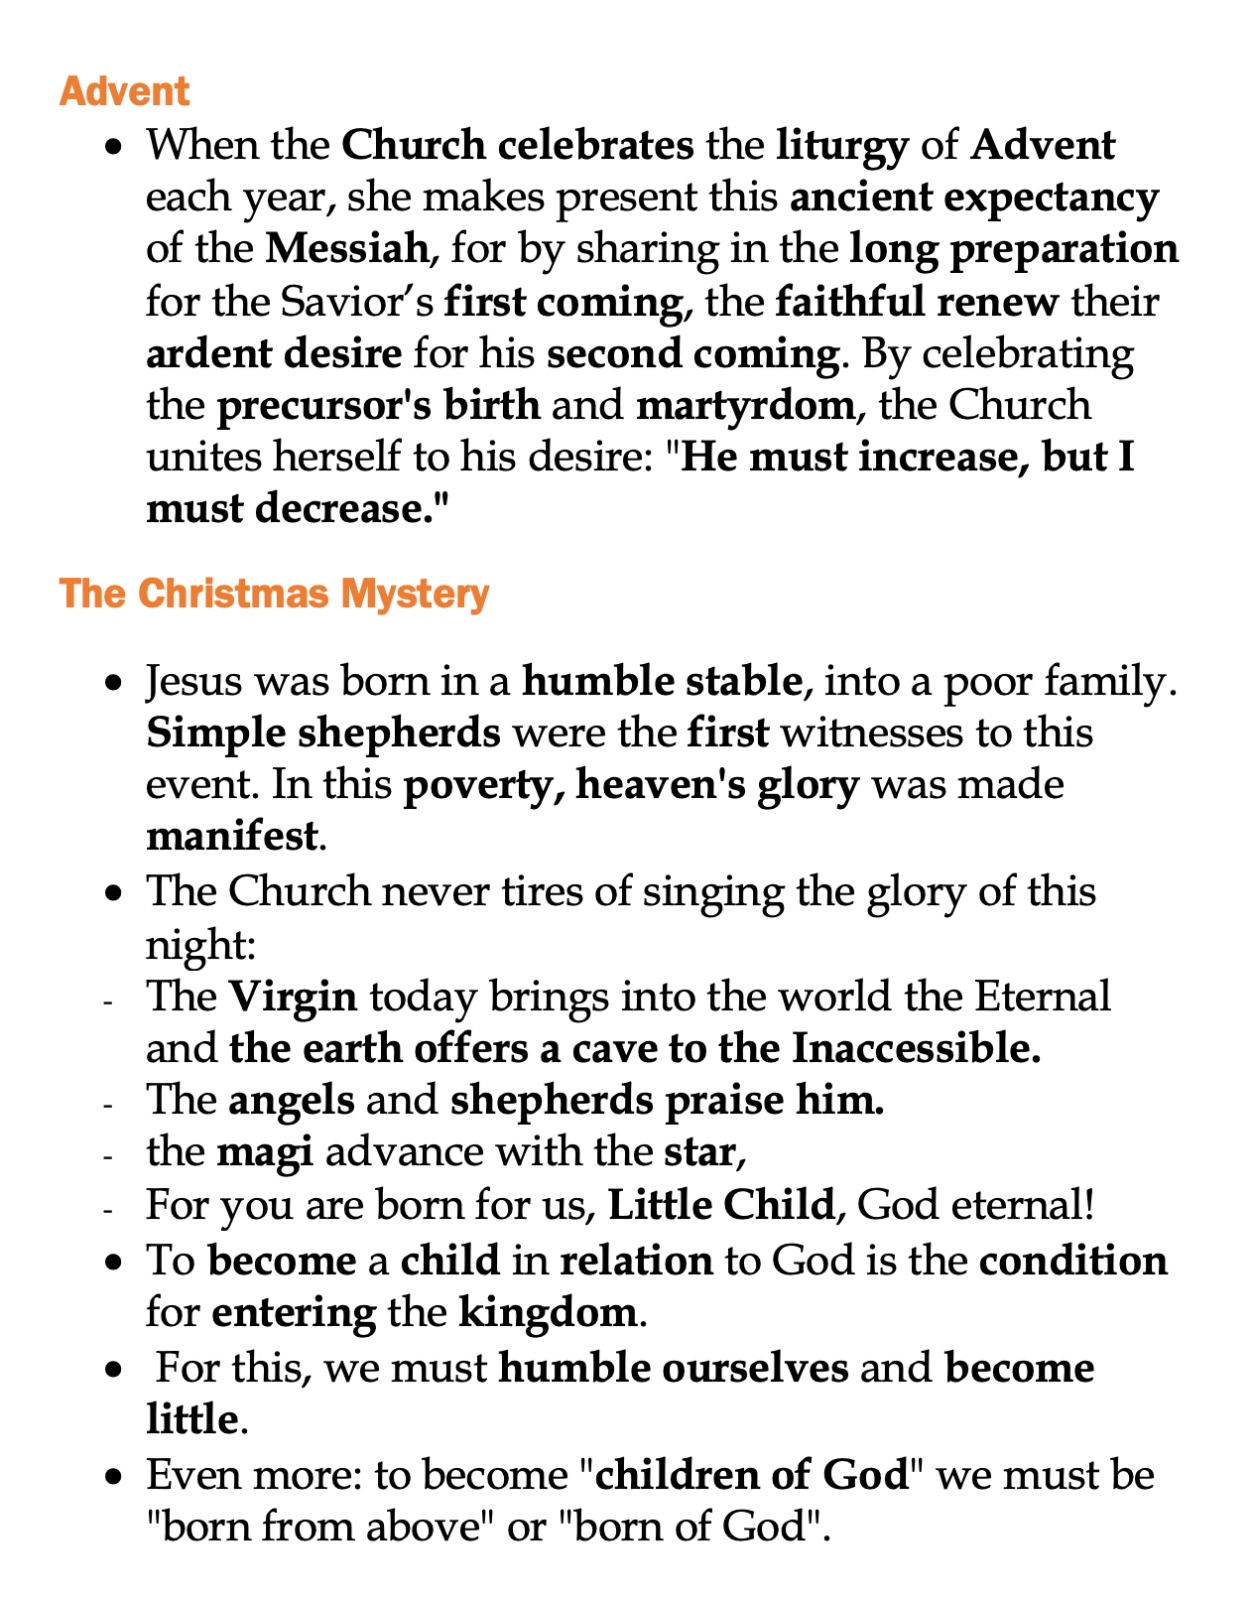 Advent
• When the Church celebrates the liturgy of Advent
each year, she makes present this ancient expectancy
of the Messiah, for by sharing in the long preparation
for the Savior’s first coming, the faithful renew their
ardent desire for his second coming. By celebrating
the precursor's birth and martyrdom, the Church
unites herself to his desire: "He must increase, but I
must decrease."
The Christmas Mystery
• Jesus was born in a humble stable, into a poor family.
Simple shepherds were the first witnesses to this
event. In this poverty, heaven's glory was made
manifest.
• The Church never tires of singing the glory of this
night:
- The Virgin today brings into the world the Eternal
and the earth offers a cave to the Inaccessible.
- The angels and shepherds praise him.
- the magi advance with the star,
- For you are born for us, Little Child, God eternal!
• To become a child in relation to God is the condition
for entering the kingdom.
• For this, we must humble ourselves and become
little.
• Even more: to become "children of God" we must be
"born from above" or "born of God".